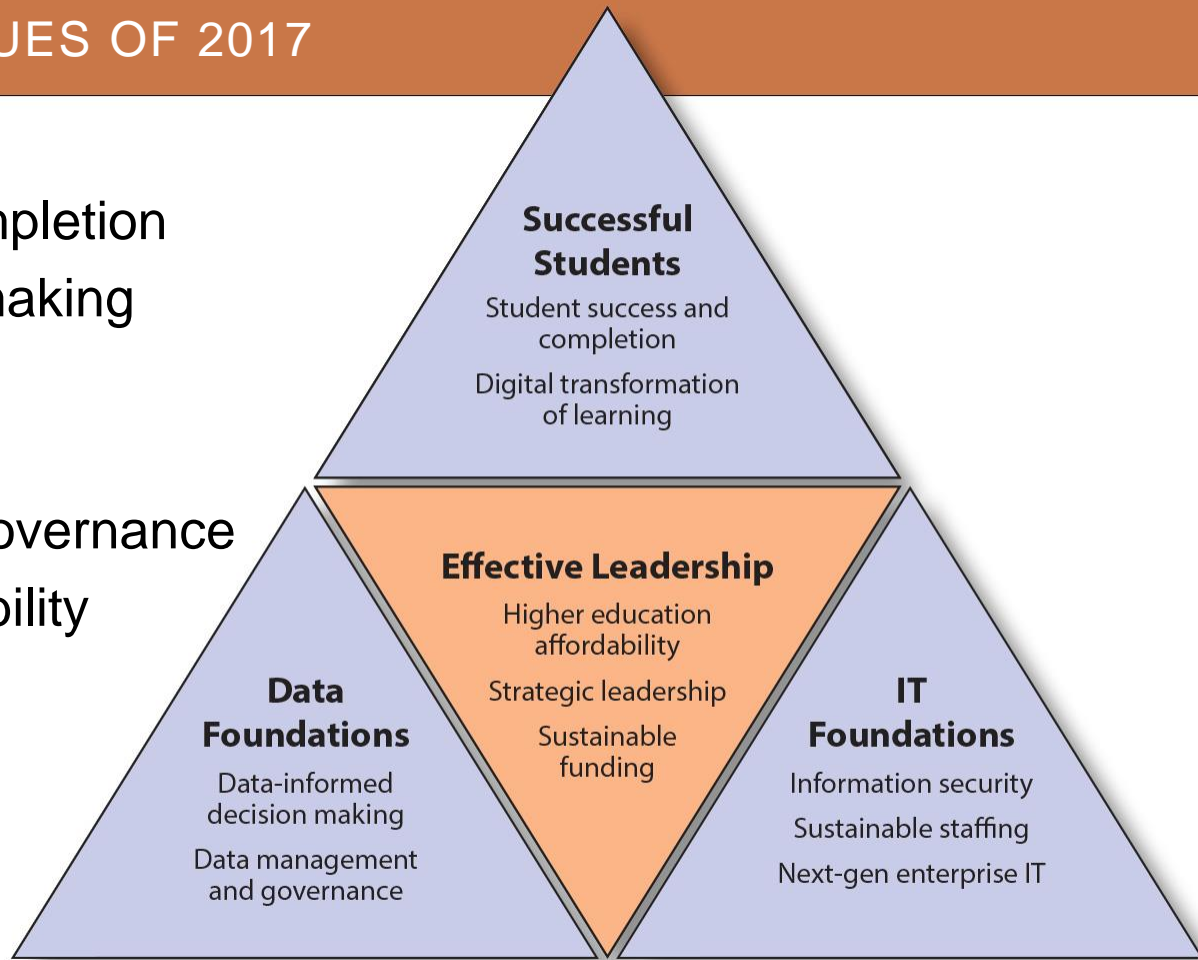 UES OF 2017
mpletion
making
overnance
bility
Successful
Students
Student success and
completion
Digital transformation
of learning
Effective Leadership
Higher education
affordability
Strategic leadership
Sustainable
funding
Data
Foundations
Data-informed
decision making
Data management
and governance
IT
Foundations
Information security
Sustainable staffing
Next-gen enterprise IT